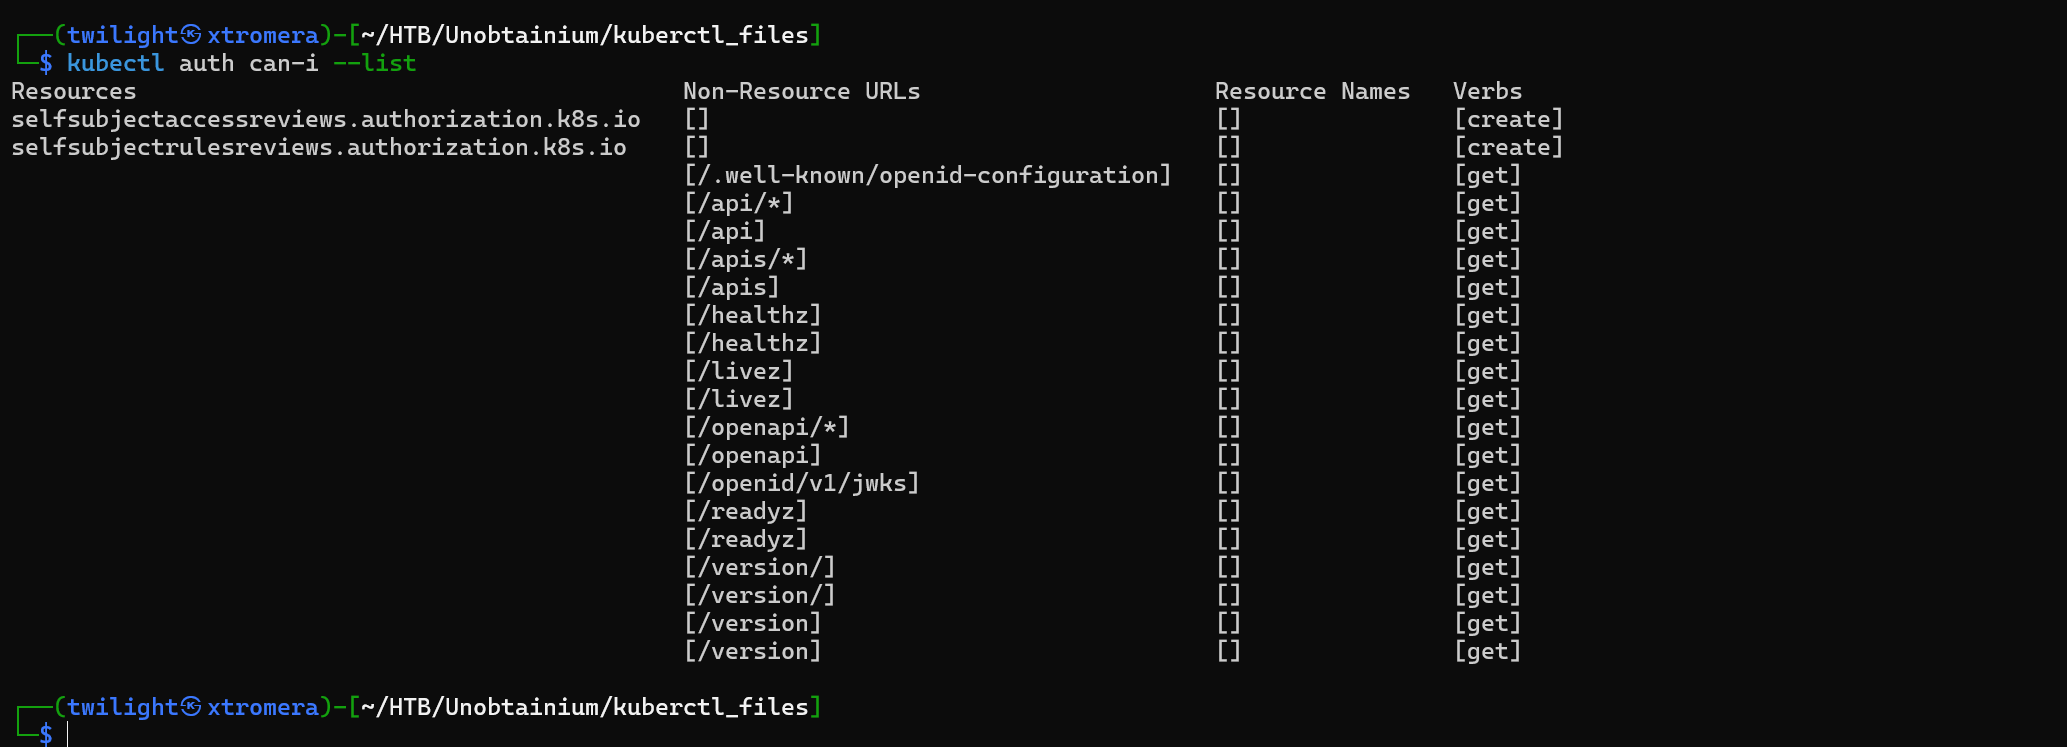 ┌──(twilight㉿xtromera)-[~/HTB/Unobtainium/kuberctl_files]
└─$ kubectl auth can-i --list
Resources Non-Resource URLs Resource Names Verbs
selfsubjectaccessreviews.authorization.k8s.io [] [] [create]
selfsubjectrulesreviews.authorization.k8s.io [] [] [create]
[/.well-known/openid-configuration] [] [get]
[/api/*] [] [get]
[/api] [] [get]
[/apis/*] [] [get]
[/apis] [] [get]
[/healthz] [] [get]
[/healthz] [] [get]
[/livez] [] [get]
[/livez] [] [get]
[/openapi/*] [] [get]
[/openapi] [] [get]
[/openid/v1/jwks] [] [get]
[/readyz] [] [get]
[/readyz] [] [get]
[/version/] [] [get]
[/version/] [] [get]
[/version] [] [get]
[/version] [] [get]
┌──(twilight㉿xtromera)-[~/HTB/Unobtainium/kuberctl_files]
└─$